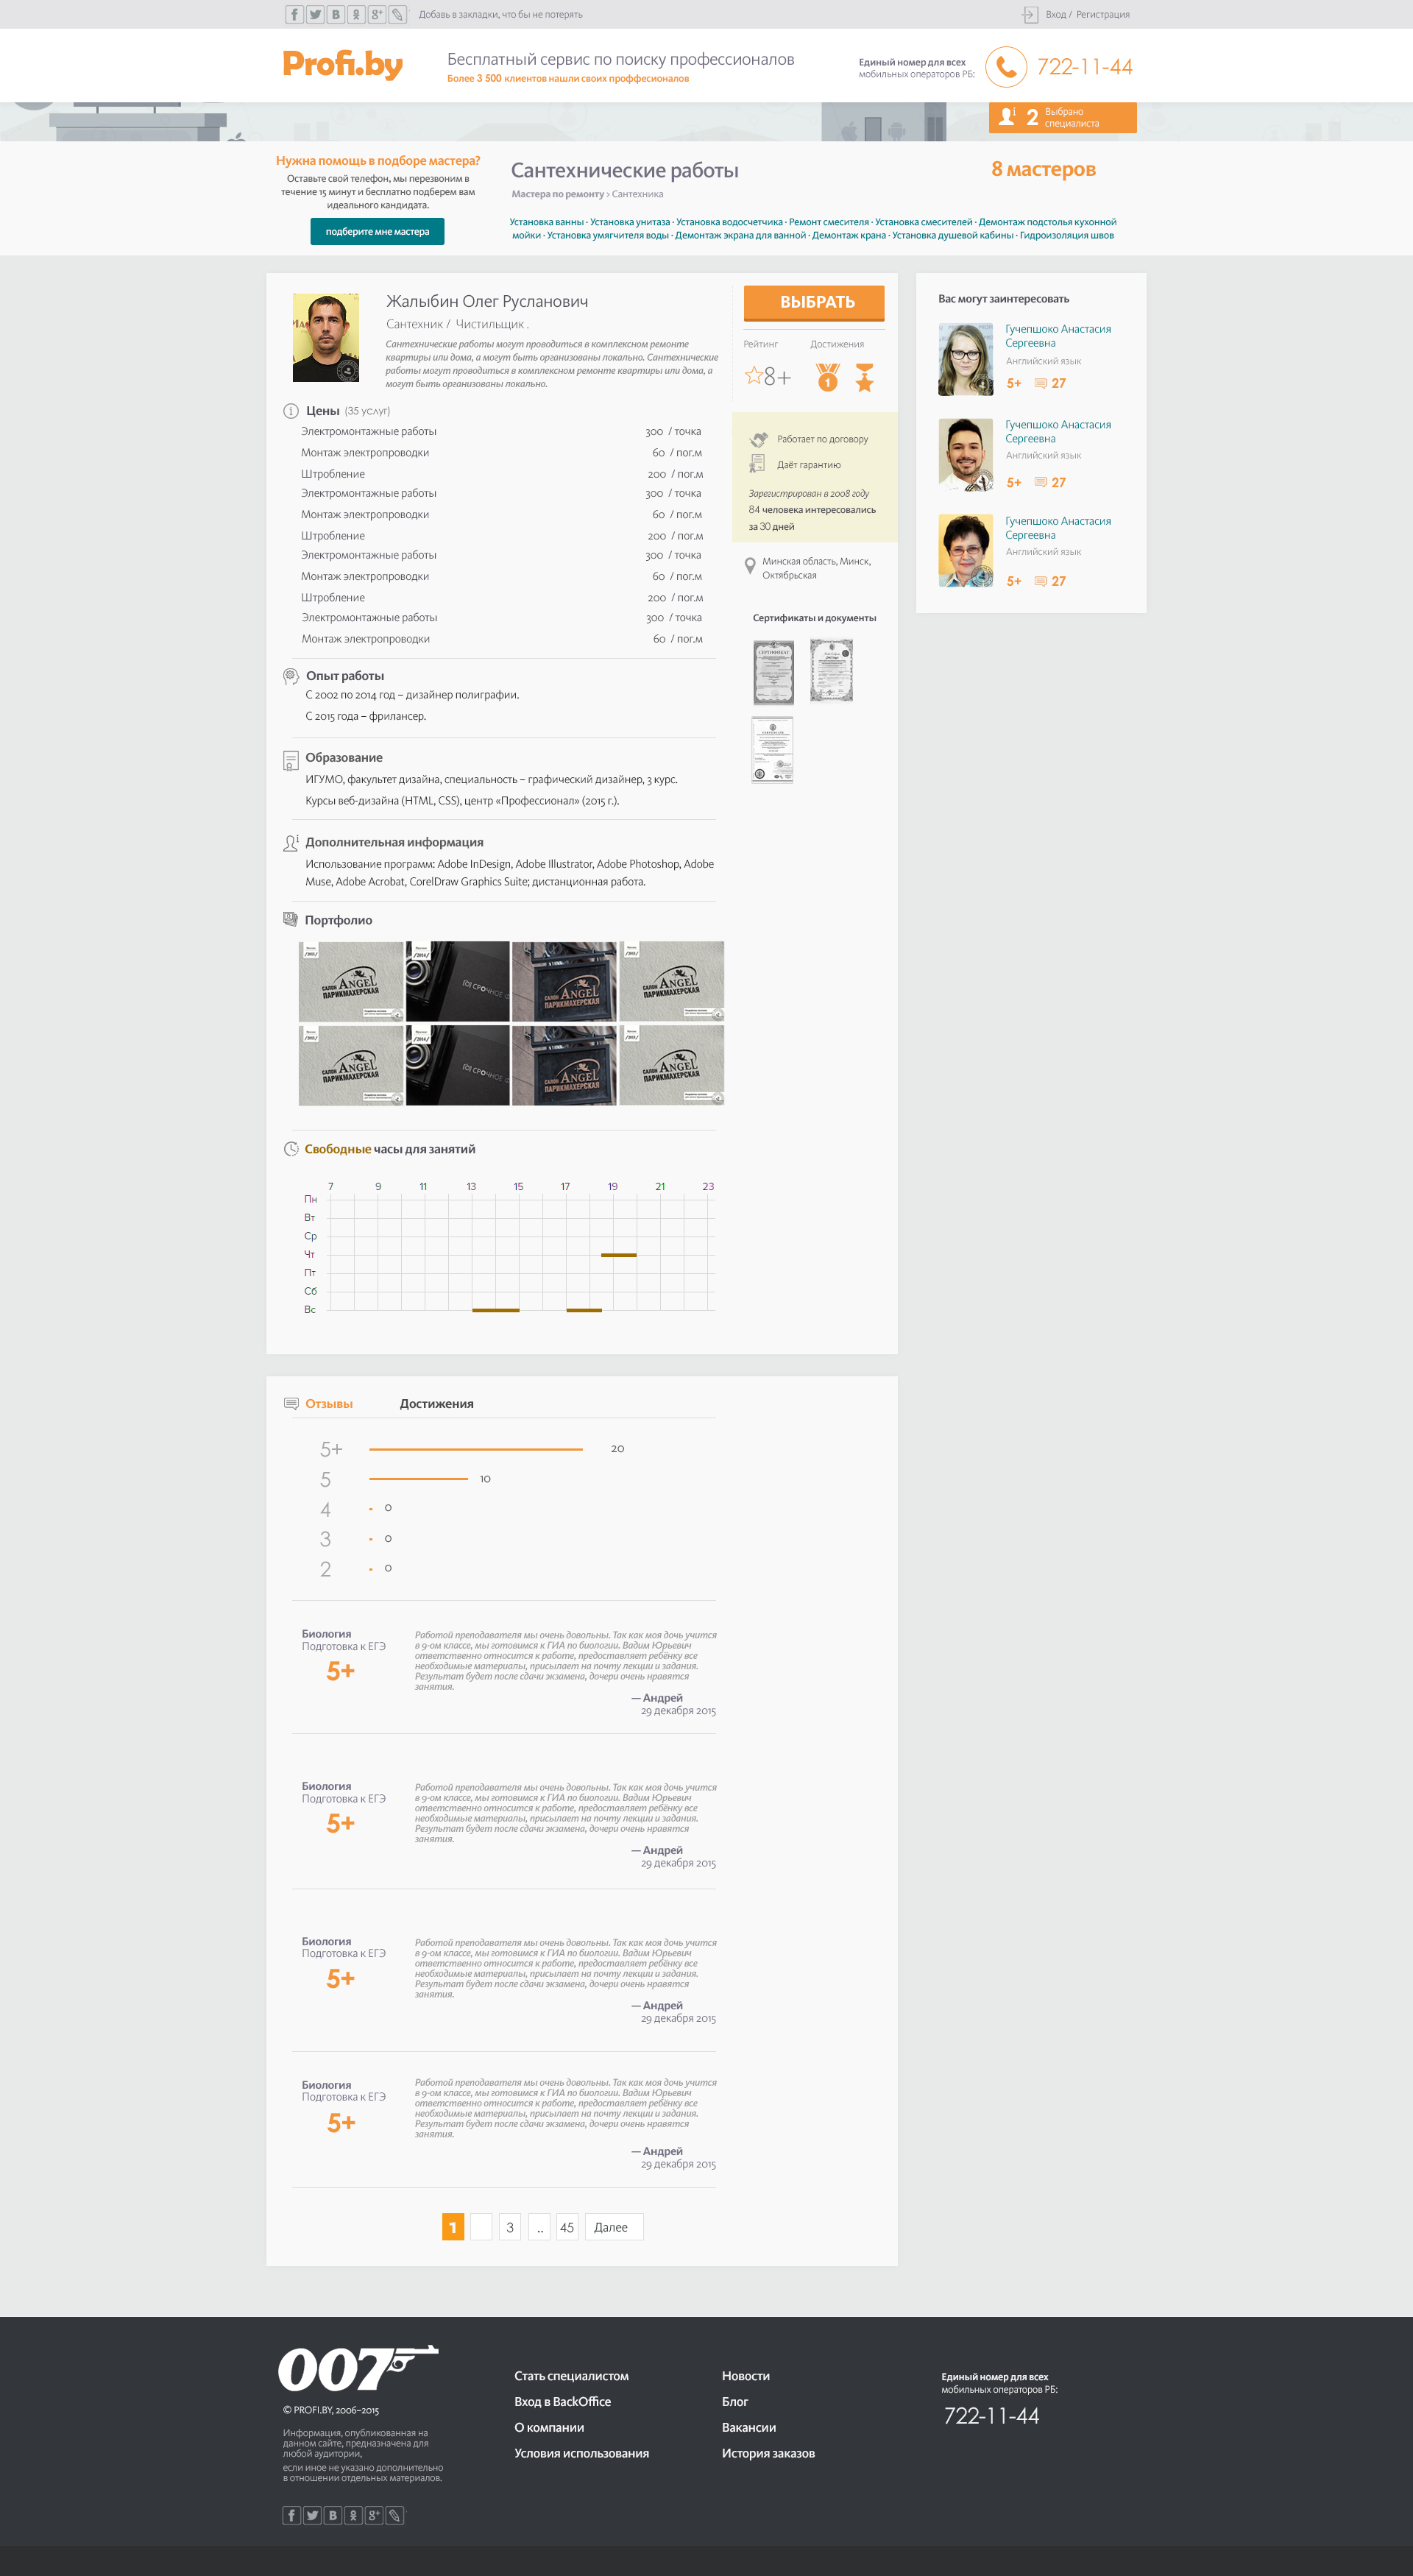 Добавь в закладки, что бы не потерять
Вход / Регистрация
Profi.by
Бесплатный сервис по поиску профессионалов
Более 3 500 клиентов нашли своих проффесионалов
Единый номер для всех
мобильных операторов РБ:
722-11-44
2 Выбрано
специалиста
Нужна помощь в подборе мастера?
Оставьте свой телефон, мы перезвоним в
течение 15 минут и бесплатно подберем вам
идеального кандидата.
подберите мне мастера
Сантехнические работы
Мастера по ремонту > Сантехника
8 мастеров
Установка ванны · Установка унитаза · Установка водосчетчика · Ремонт смесителя · Установка смесителей · Демонтаж подстолья кухонной
мойки · Установка умягчителя воды · Демонтаж экрана для ванной · Демонтаж крана · Установка душевой кабины · Гидроизоляция швов
Жалыбин Олег Русланович
Сантехник / Чистильщик .
Сантехнические работы могут проводиться в комплексном ремонте
квартиры или дома, а могут быть организованы локально. Сантехнические
работы могут проводиться в комплексном ремонте квартиры или дома, а
могут быть организованы локально.
Цены (35 услуг)
Электромонтажные работы 300 / точка
Монтаж электропроводки 60 / пог.м
Штробление 200 / пог.м
Электромонтажные работы 300 / точка
Монтаж электропроводки 60 / пог.м
Штробление 200 / пог.м
Электромонтажные работы 300 / точка
Монтаж электропроводки 60 / пог.м
Штробление 200 / пог.м
Электромонтажные работы 300 / точка
Монтаж электропроводки 60 / пог.м
Опыт работы
С 2002 по 2014 год – дизайнер полиграфии.
С 2015 года – фрилансер.
Образование
ИГУМО, факультет дизайна, специальность – графический дизайнер, 3 курс.
Курсы веб-дизайна (HTML, CSS), центр «Профессионал» (2015 г.).
Дополнительная информация
Использование программ: Adobe InDesign, Adobe Illustrator, Adobe Photoshop, Adobe
Muse, Adobe Acrobat, CorelDraw Graphics Suite; дистанционная работа.
Портфолио
САЛОН ANGEL ПАРИКМАХЕРСКАЯ
СРОЧНОЕ
САЛОН ANGEL ПАРИКМАХЕРСКАЯ
САЛОН ANGEL ПАРИКМАХЕРСКАЯ
САЛОН ANGEL ПАРИКМАХЕРСКАЯ
СРОЧНОЕ
САЛОН ANGEL ПАРИКМАХЕРСКАЯ
САЛОН ANGEL ПАРИКМАХЕРСКАЯ
Свободные часы для занятий
7 9 11 13 15 17 19 21 23
Пн
Вт
Ср
Чт
Пт
Сб
Вс
ВЫБРАТЬ
Рейтинг Достижения
8+ 1
Работает по договору
Даёт гарантию
Зарегистрирован в 2008 году
84 человека интересовались
за 30 дней
Минская область, Минск,
Октябрьская
Сертификаты и документы
СЕРТИФИКАТ
Вас могут заинтересовать
Гучепшоко Анастасия
Сергеевна
Английский язык
5+ 27
Гучепшоко Анастасия
Сергеевна
Английский язык
5+ 27
Гучепшоко Анастасия
Сергеевна
Английский язык
5+ 27
Отзывы Достижения
5+ 20
5 10
4 0
3 0
2 0
Биология
Подготовка к ЕГЭ
5+
Работой преподавателя мы очень довольны. Так как моя дочь учится
в 9-ом классе, мы готовимся к ГИА по биологии. Вадим Юрьевич
ответственно относится к работе, предоставляет ребёнку все
необходимые материалы, присылает на почту лекции и задания.
Результат будет после сдачи экзамена, дочери очень нравятся
занятия.
— Андрей
29 декабря 2015
Биология
Подготовка к ЕГЭ
5+
Работой преподавателя мы очень довольны. Так как моя дочь учится
в 9-ом классе, мы готовимся к ГИА по биологии. Вадим Юрьевич
ответственно относится к работе, предоставляет ребёнку все
необходимые материалы, присылает на почту лекции и задания.
Результат будет после сдачи экзамена, дочери очень нравятся
занятия.
— Андрей
29 декабря 2015
Биология
Подготовка к ЕГЭ
5+
Работой преподавателя мы очень довольны. Так как моя дочь учится
в 9-ом классе, мы готовимся к ГИА по биологии. Вадим Юрьевич
ответственно относится к работе, предоставляет ребёнку все
необходимые материалы, присылает на почту лекции и задания.
Результат будет после сдачи экзамена, дочери очень нравятся
занятия.
— Андрей
29 декабря 2015
Биология
Подготовка к ЕГЭ
5+
Работой преподавателя мы очень довольны. Так как моя дочь учится
в 9-ом классе, мы готовимся к ГИА по биологии. Вадим Юрьевич
ответственно относится к работе, предоставляет ребёнку все
необходимые материалы, присылает на почту лекции и задания.
Результат будет после сдачи экзамена, дочери очень нравятся
занятия.
— Андрей
29 декабря 2015
1 3 .. 45 Далее
007
© PROFI.BY, 2006–2015
Информация, опубликованная на
данном сайте, предназначена для
любой аудитории,
если иное не указано дополнительно
в отношении отдельных материалов.
Стать специалистом
Вход в BackOffice
О компании
Условия использования
Новости
Блог
Вакансии
История заказов
Единый номер для всех
мобильных операторов РБ:
722-11-44